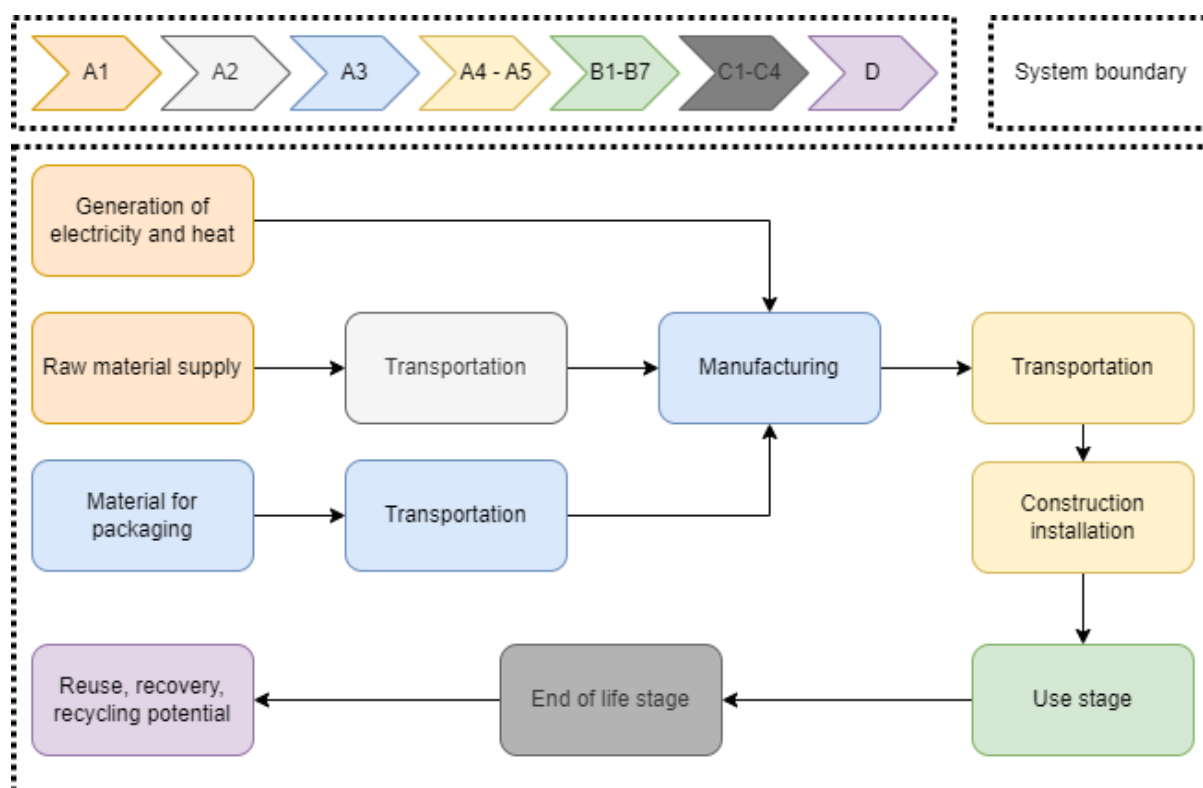 A1
A2
A3
A4 - A5
B1-B7
C1-C4
D
System boundary
Generation of
electricity and heat
Raw material supply
Transportation
Manufacturing
Transportation
Material for
packaging
Transportation
Construction
installation
Reuse, recovery,
recycling potential
End of life stage
Use stage